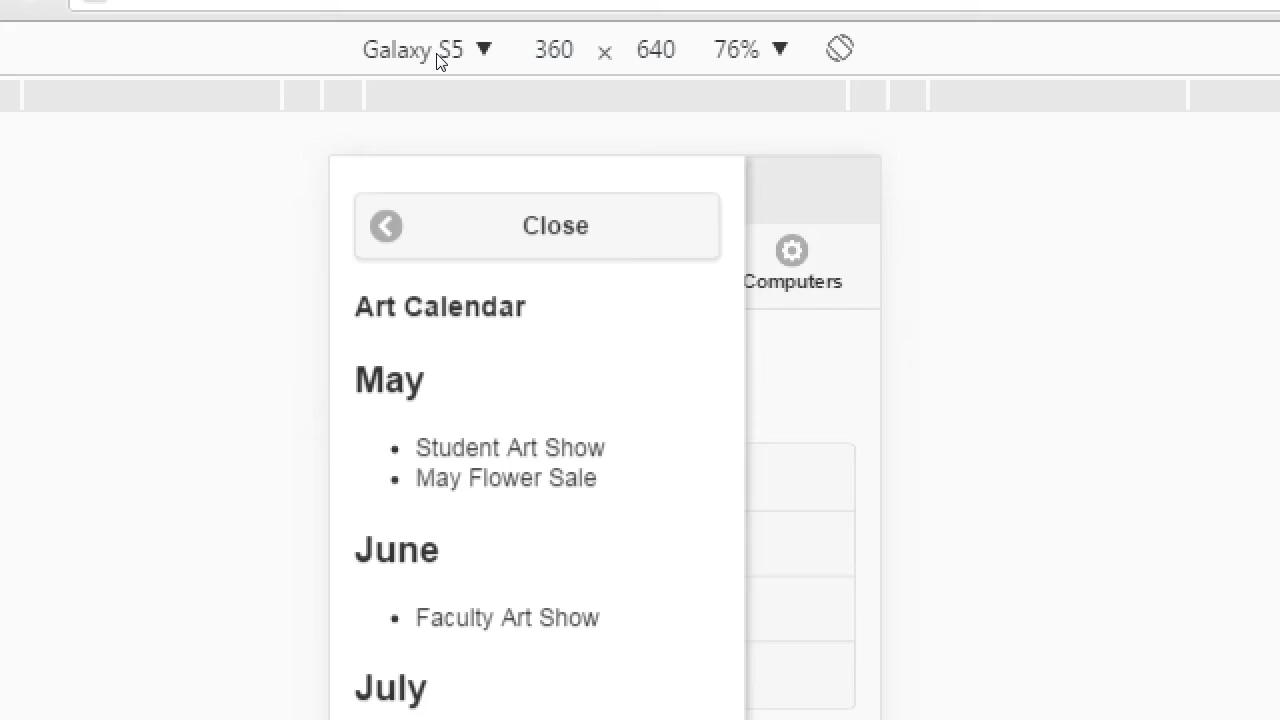 Galaxy S5 ▼ 360 × 640 76% ▼
Close
Computers
Art Calendar
May
• Student Art Show
• May Flower Sale
June
• Faculty Art Show
July